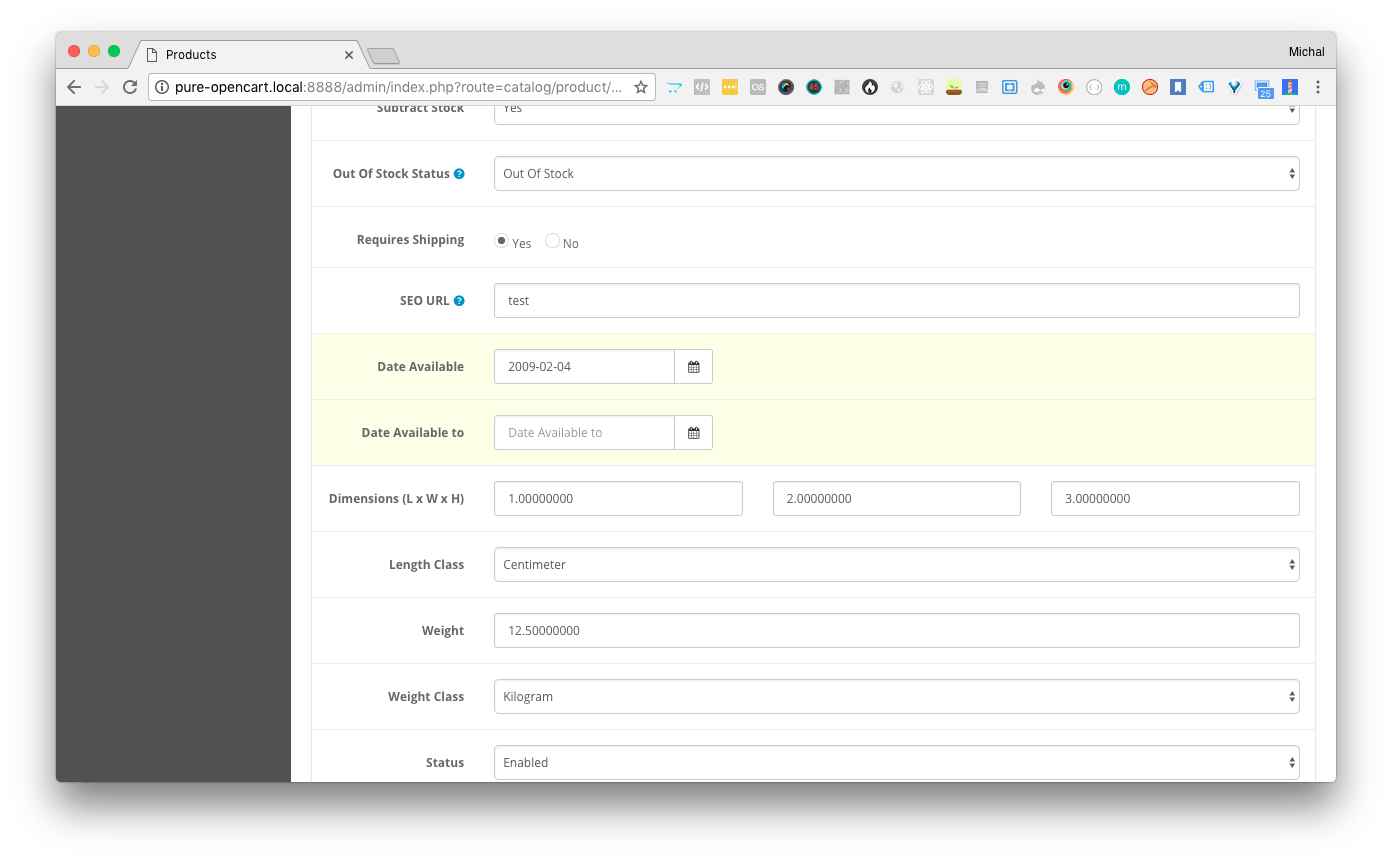 Products
Michal
pure-opencart.local:8888/admin/index.php?route=catalog/product/...
25
Subtract Stock Yes
Out Of Stock Status ? Out Of Stock
Requires Shipping Yes No
SEO URL ? test
Date Available 2009-02-04
Date Available to Date Available to
Dimensions (L x W x H) 1.00000000 2.00000000 3.00000000
Length Class Centimeter
Weight 12.50000000
Weight Class Kilogram
Status Enabled